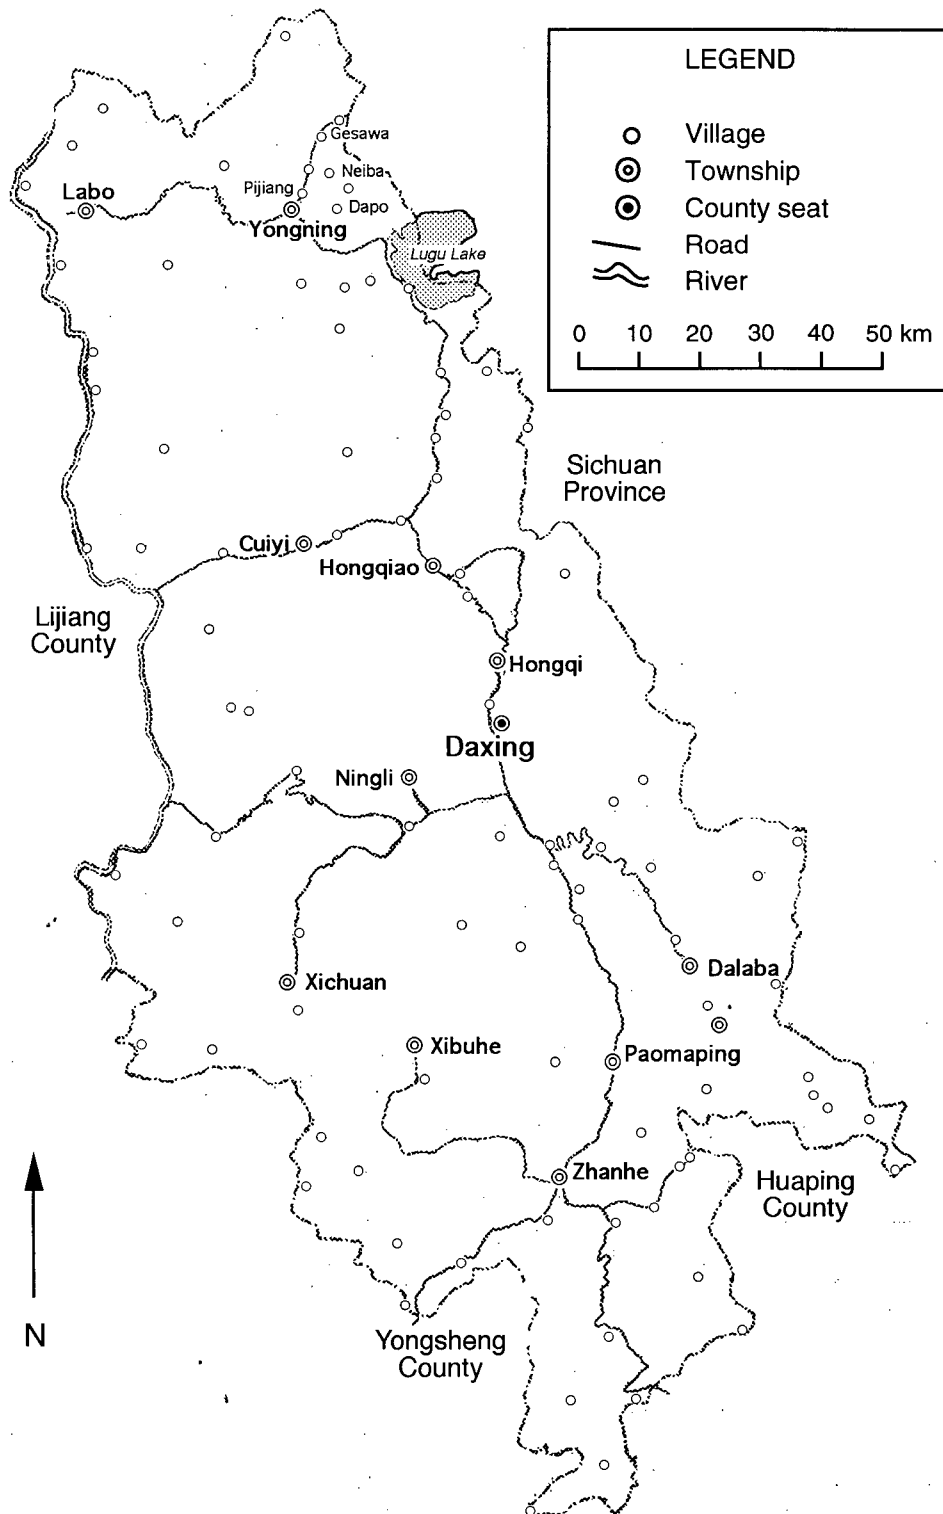 LEGEND
Village
Township
County seat
Road
River
0 10 20 30 40 50 km
Gesawa
Neiba
Pijiang
Labo
Dapo
Yongning
Lugu Lake
Sichuan
Province
Cuiyi
Hongqiao
Lijiang
County
Hongqi
Daxing
Ningli
Dalaba
Xichuan
Xibuhe
Paomaping
Zhanhe
Huaping
County
N
Yongsheng
County